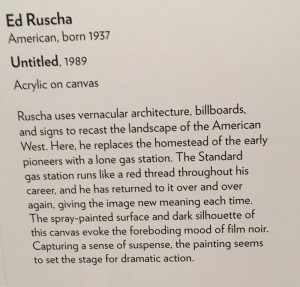 Ed Ruscha
American, born 1937
Untitled, 1989
Acrylic on canvas
Ruscha uses vernacular architecture, billboards,
and signs to recast the landscape of the American
West. Here, he replaces the homestead of the early
pioneers with a lone gas station. The Standard
gas station runs like a red thread throughout his
career, and he has returned to it over and over
again, giving the image new meaning each time.
The spray-painted surface and dark silhouette of
this canvas evoke the foreboding mood of film noir.
Capturing a sense of suspense, the painting seems
to set the stage for dramatic action.